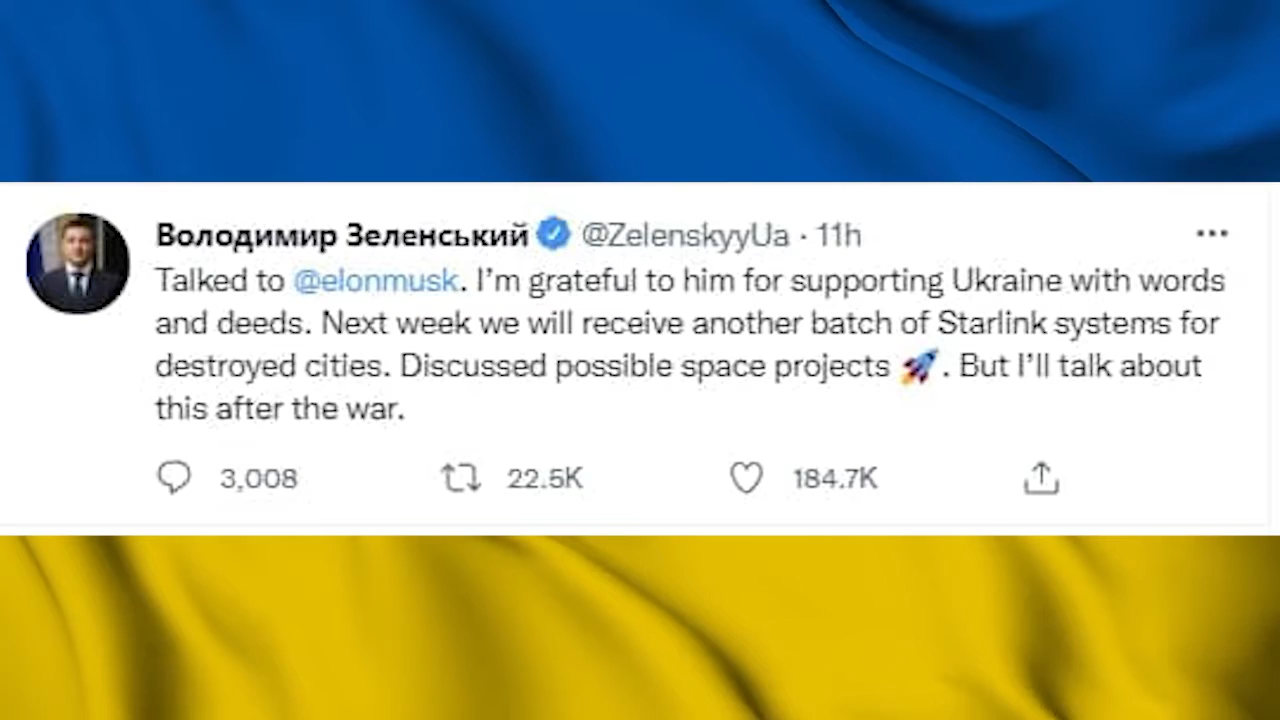 Володимир Зеленський @ZelenskyyUa · 11h
Talked to @elonmusk. I’m grateful to him for supporting Ukraine with words
and deeds. Next week we will receive another batch of Starlink systems for
destroyed cities. Discussed possible space projects 🚀. But I’ll talk about
this after the war.
3,008 22.5K 184.7K